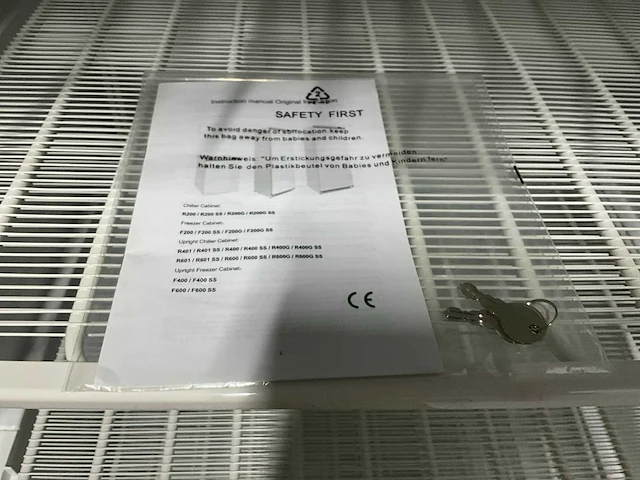 2
Instruction manual Original
SAFETY FIRST
To avoid danger of suffocation keep
this bag away from babies and children.
Warnhinweis: "Um Erstickungsgefahr zu vermeiden
halten Sie den Plastikbeutel von Babies und Kindern fern"
Chiller Cabinet:
R200 / R200 SS / R200G / R200G SS
Freezer Cabinet:
F200 / F200 SS / F200G / F200G SS
Upright Chiller Cabinet:
R401 / R401 SS / R400 / R400 SS / R400G / R400G SS
R601 / R601 SS / R600 / R600 SS / R600G / R600G SS
Upright Freezer Cabinet:
F400 / F400 SS
F600 / F600 SS
CE